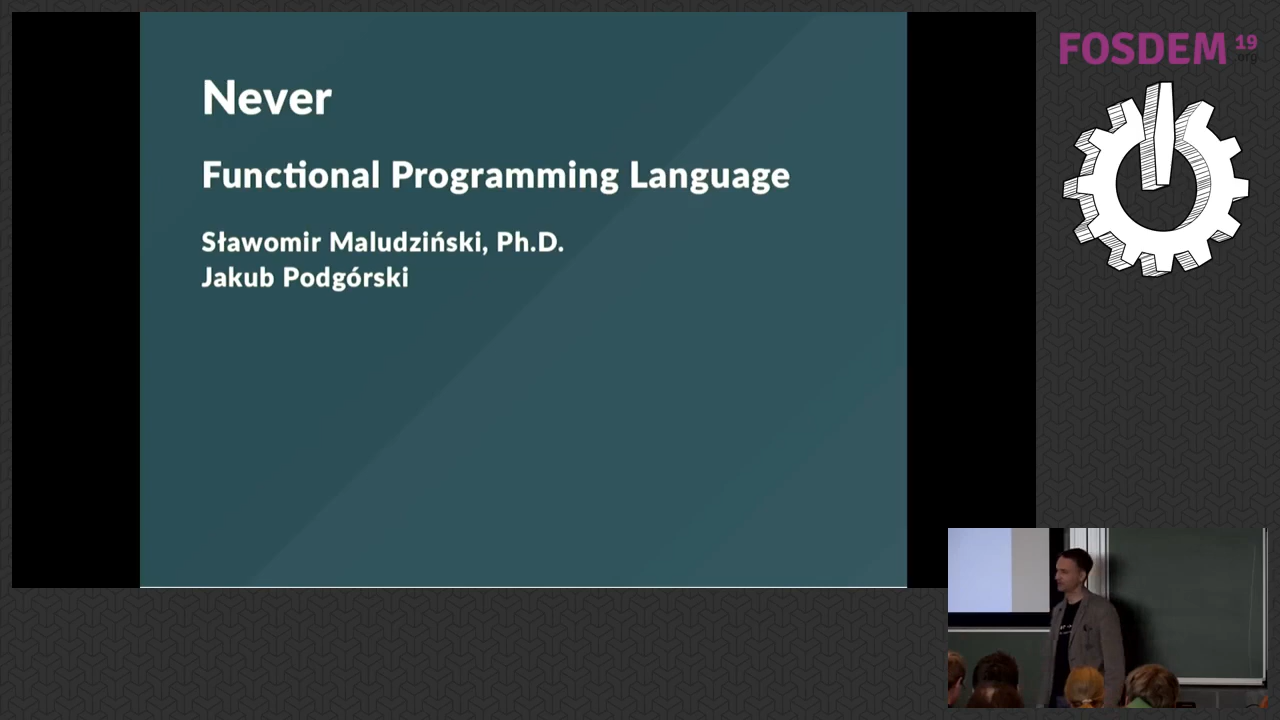 Never
Functional Programming Language
Sławomir Maludziński, Ph.D.
Jakub Podgórski
FOSDEM 19
.org